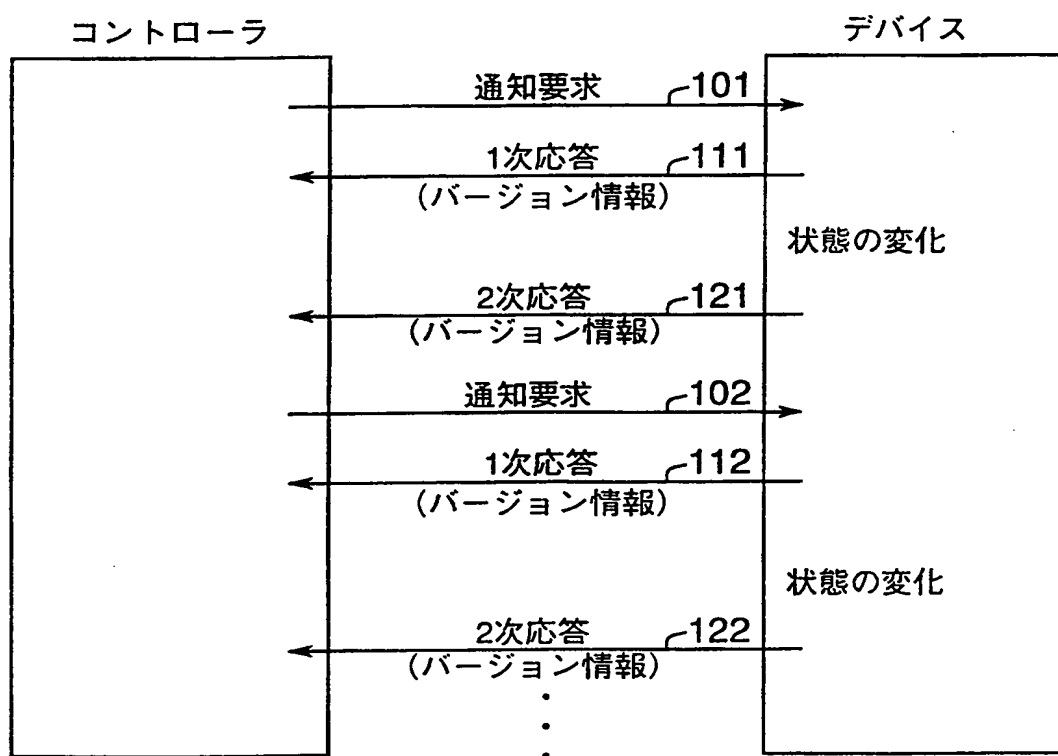 コントローラ
デバイス
通知要求 101
1次応答 111
(バージョン情報)
状態の変化
2次応答 121
(バージョン情報)
通知要求 102
1次応答 112
(バージョン情報)
状態の変化
2次応答 122
(バージョン情報)